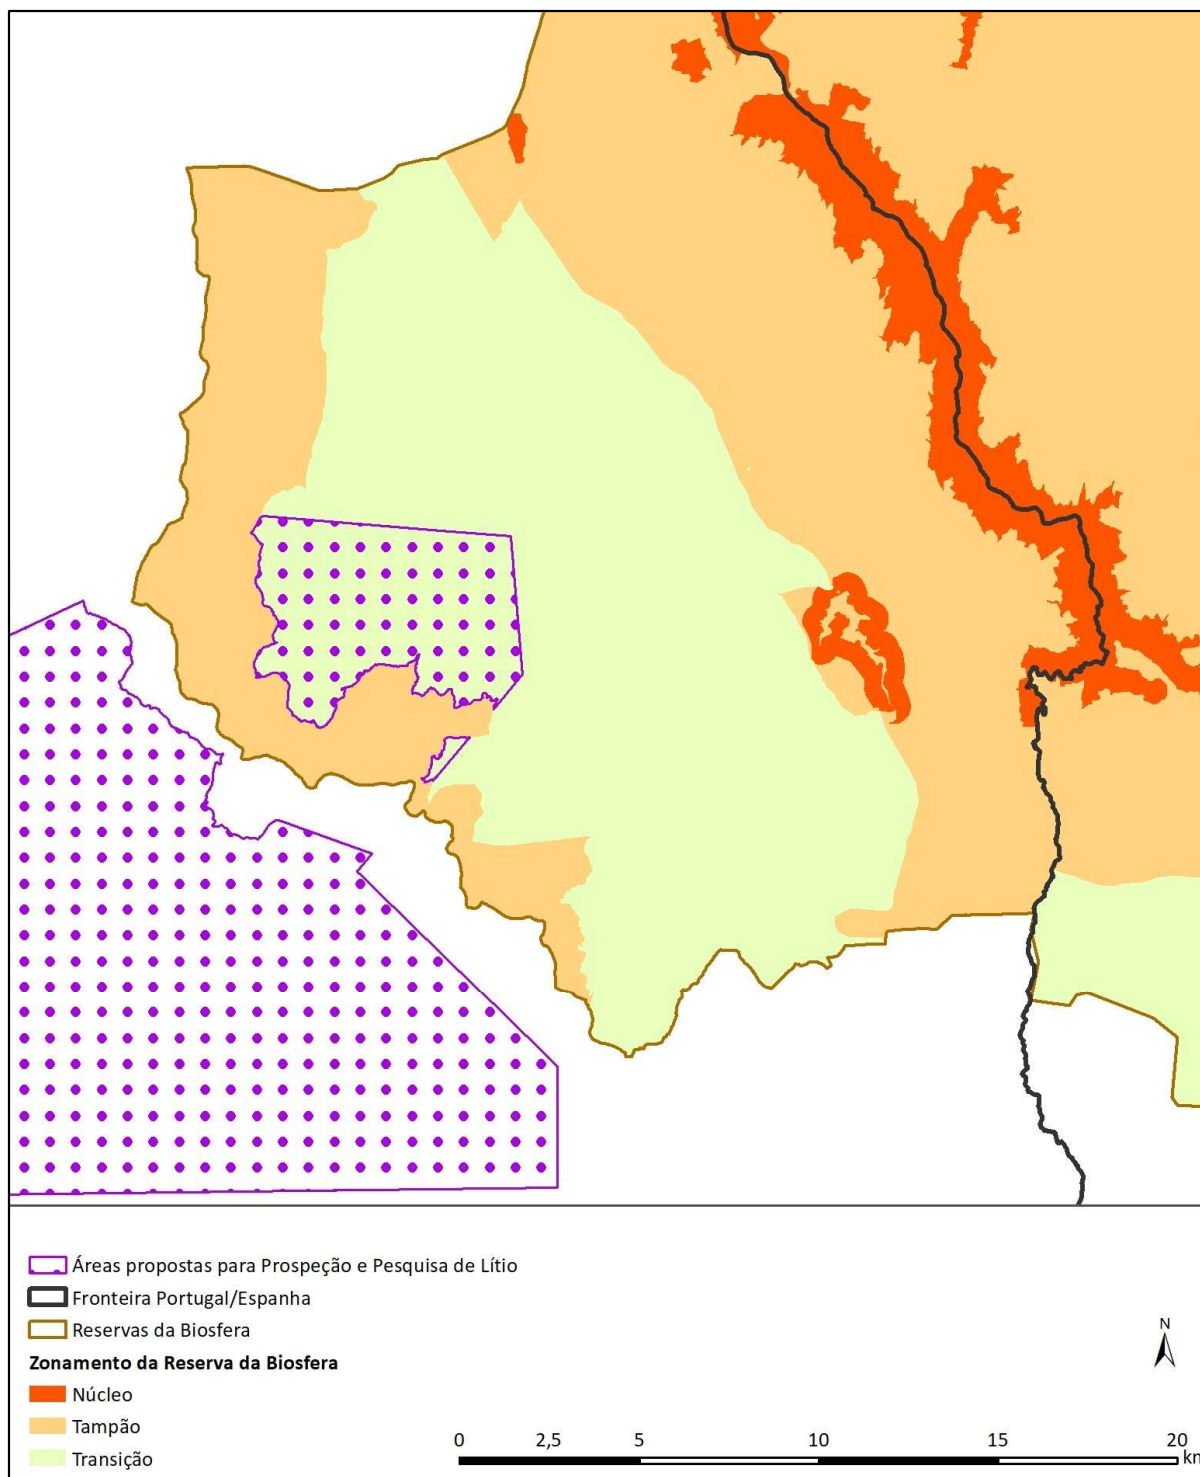 Áreas propostas para Prospeção e Pesquisa de Lítio
Fronteira Portugal/Espanha
Reservas da Biosfera
N
Zonamento da Reserva da Biosfera
Núcleo
Tampão
Transição
0 2,5 5 10 15 20
km